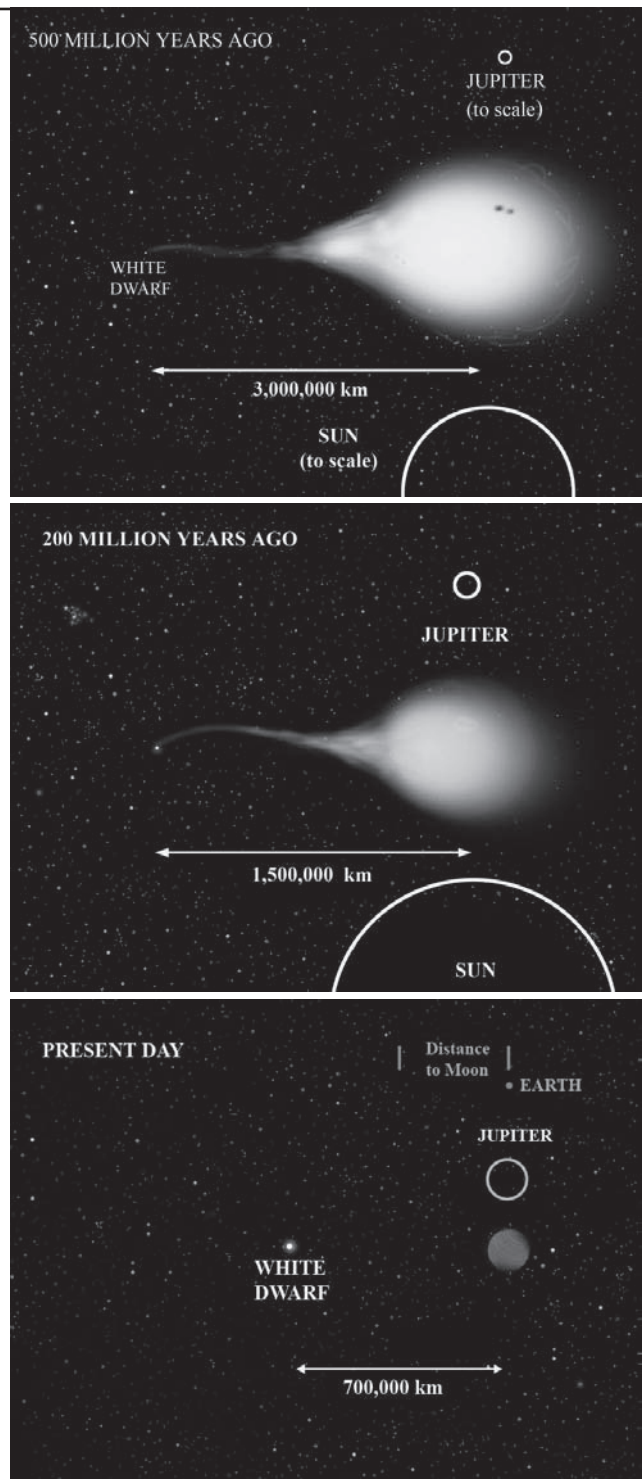 500 MILLION YEARS AGO
JUPITER
(to scale)
WHITE
DWARF
3,000,000 km
SUN
(to scale)
200 MILLION YEARS AGO
JUPITER
1,500,000 km
SUN
PRESENT DAY
Distance
to Moon
EARTH
JUPITER
WHITE
DWARF
700,000 km